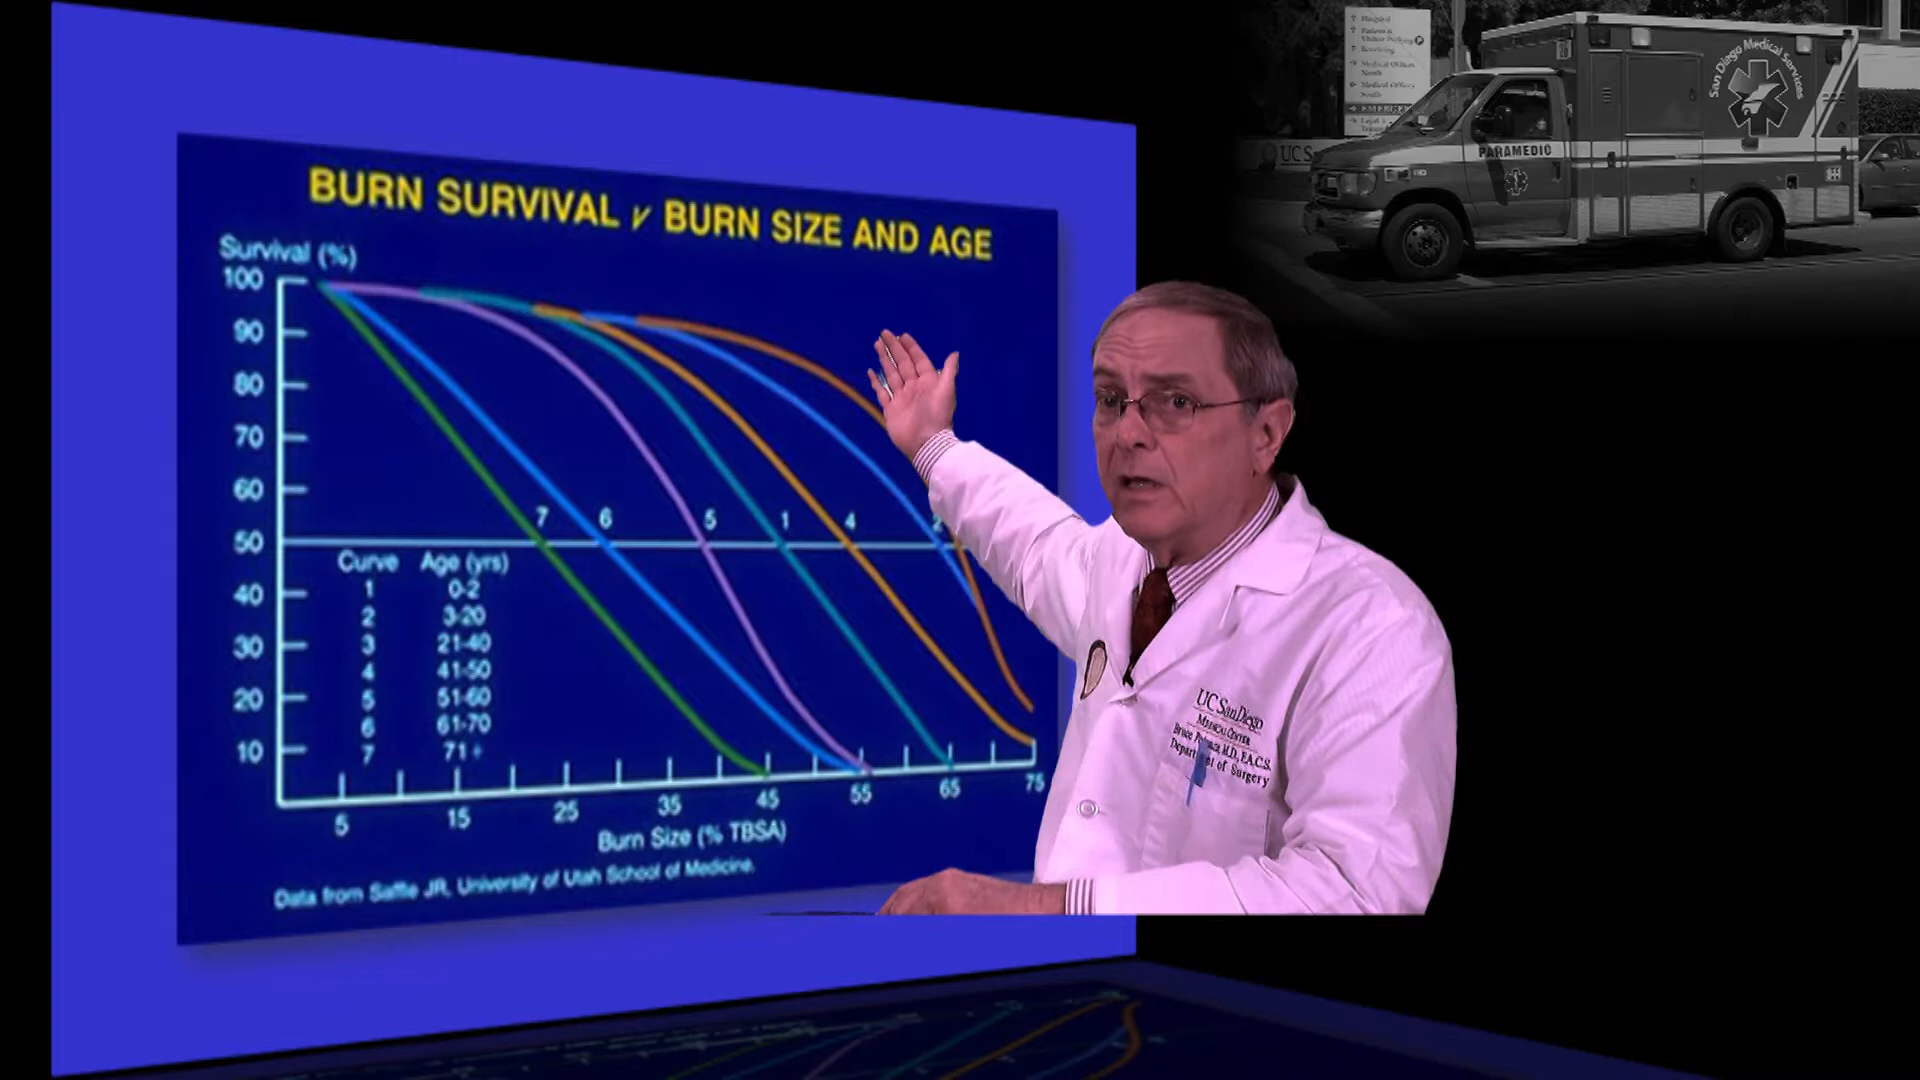 BURN SURVIVAL v BURN SIZE AND AGE
Survival (%)
100
90
80
70
60
50
40
30
20
10
7 6 5 1 4 2
Curve Age (yrs)
1 0-2
2 3-20
3 21-40
4 41-50
5 51-60
6 61-70
7 71+
5 15 25 35 45 55 65 75
Burn Size (% TBSA)
Data from Saffle JR, University of Utah School of Medicine.
San Diego Medical Services
PARAMEDIC
UC San Diego
MEDICAL CENTER
Bruce M.D., F.A.C.S.
Department of Surgery